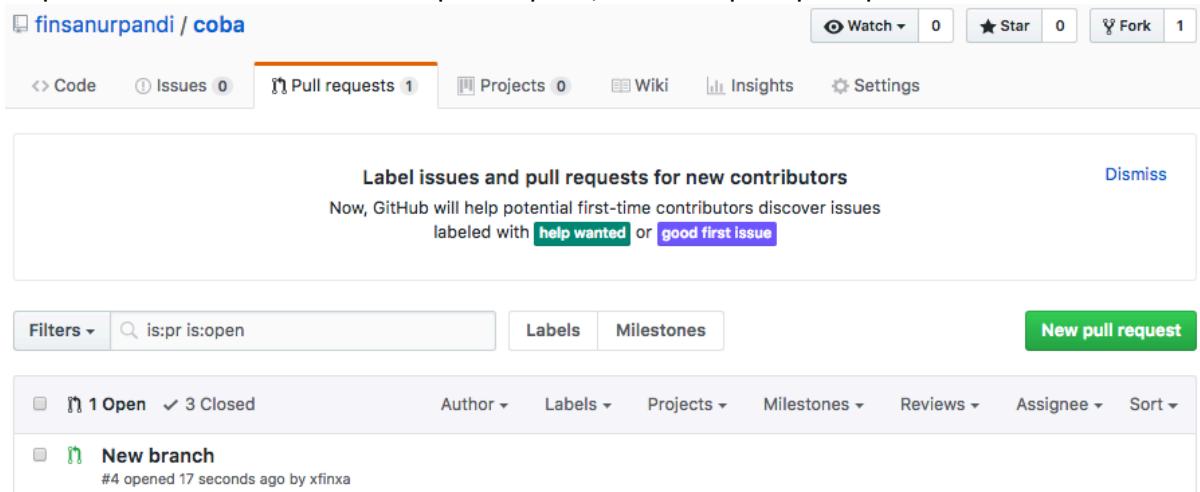 finsanurpandi / coba
Watch 0 Star 0 Fork 1
Code Issues 0 Pull requests 1 Projects 0 Wiki Insights Settings
Label issues and pull requests for new contributors
Dismiss
Now, GitHub will help potential first-time contributors discover issues
labeled with help wanted or good first issue
Filters is:pr is:open Labels Milestones New pull request
1 Open 3 Closed Author Labels Projects Milestones Reviews Assignee Sort
New branch
#4 opened 17 seconds ago by xfinxa